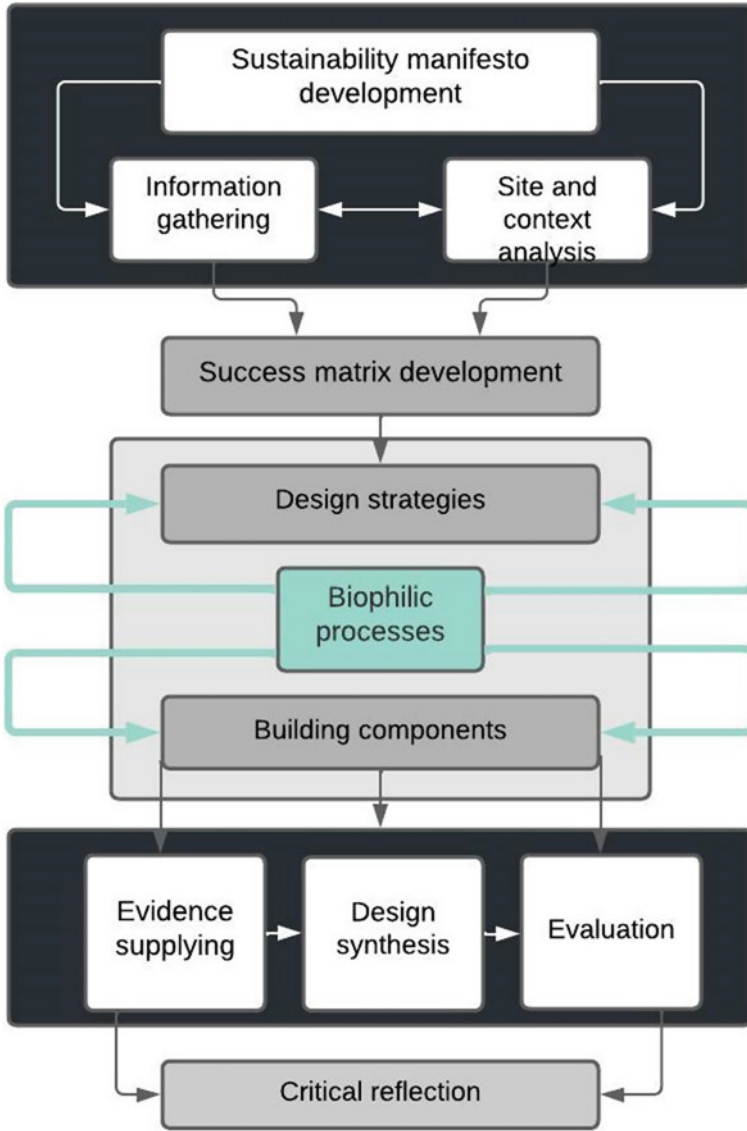 Sustainability manifesto
development
Information
gathering
Site and
context
analysis
Success matrix development
Design strategies
Biophilic
processes
Building components
Evidence
supplying
Design
synthesis
Evaluation
Critical reflection